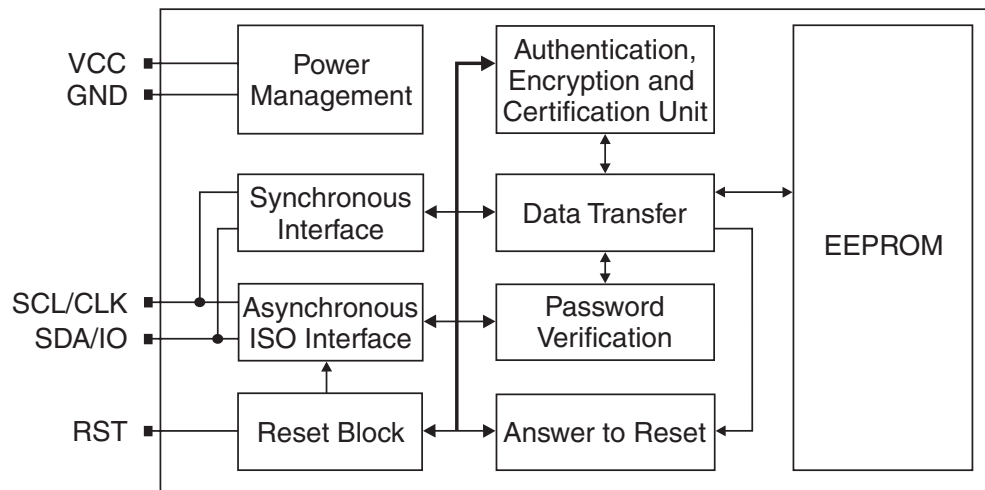 VCC
GND
Power
Management
Authentication,
Encryption and
Certification Unit
Synchronous
Interface
Data Transfer
EEPROM
SCL/CLK
SDA/IO
Asynchronous
ISO Interface
Password
Verification
RST
Reset Block
Answer to Reset